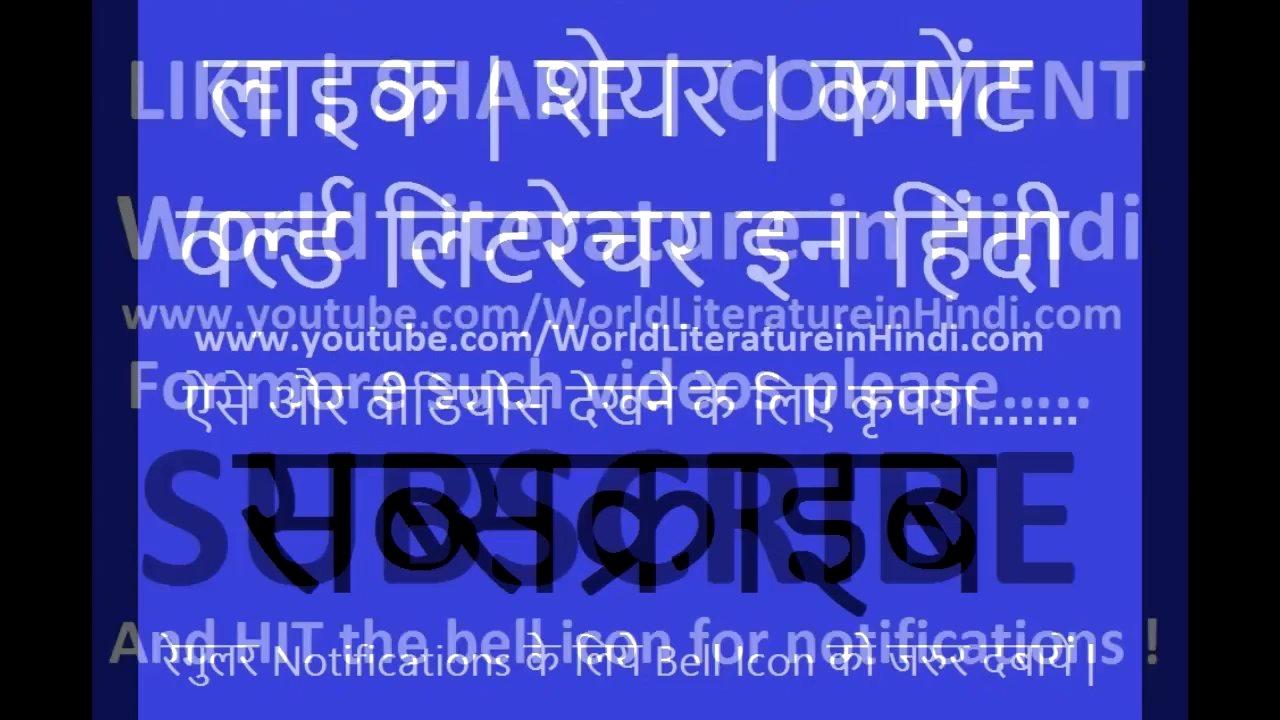 LIKE | SHARE | COMMENT
लाइक | शेयर | कमेंट
World Literature in Hindi
वर्ल्ड लिटरेचर इन हिंदी
www.youtube.com/WorldLiteratureinHindi.com
www.youtube.com/WorldLiteratureinHindi.com
For more such videos please.....
ऐसे और वीडियोस देखने के लिए कृपया.......
SUBSCRIBE
सब्सक्राइब
And HIT the bell icon for notifications !
रेगुलर Notifications के लिये Bell Icon को जरुर दबायें |